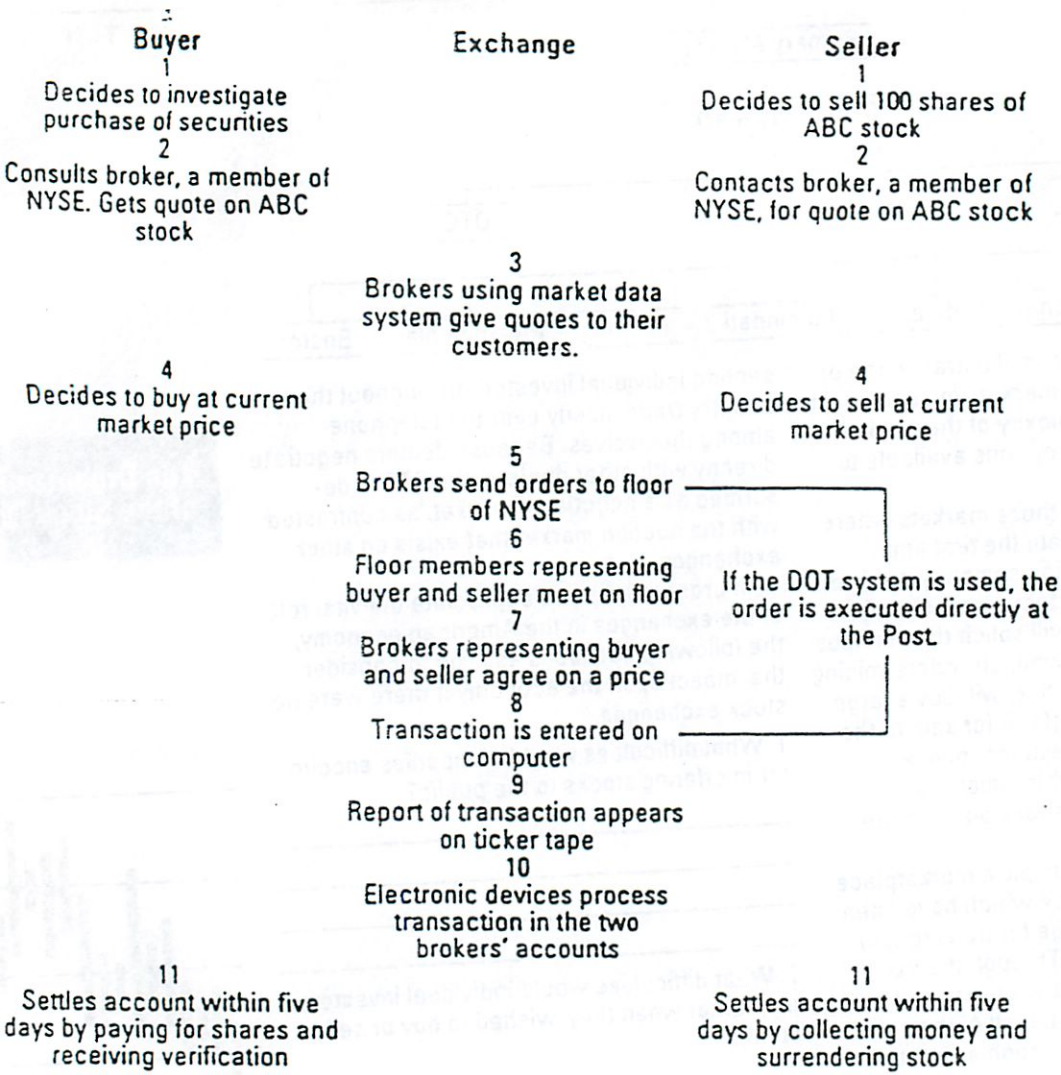 Buyer
Exchange
Seller
1
Decides to investigate
purchase of securities
1
Decides to sell 100 shares of
ABC stock
2
Consults broker, a member of
NYSE. Gets quote on ABC
stock
2
Contacts broker, a member of
NYSE, for quote on ABC stock
3
Brokers using market data
system give quotes to their
customers.
4
Decides to buy at current
market price
4
Decides to sell at current
market price
5
Brokers send orders to floor
of NYSE
6
Floor members representing
buyer and seller meet on floor
If the DOT system is used, the
order is executed directly at
the Post.
7
Brokers representing buyer
and seller agree on a price
8
Transaction is entered on
computer
9
Report of transaction appears
on ticker tape
10
Electronic devices process
transaction in the two
brokers' accounts
11
Settles account within five
days by paying for shares and
receiving verification
11
Settles account within five
days by collecting money and
surrendering stock